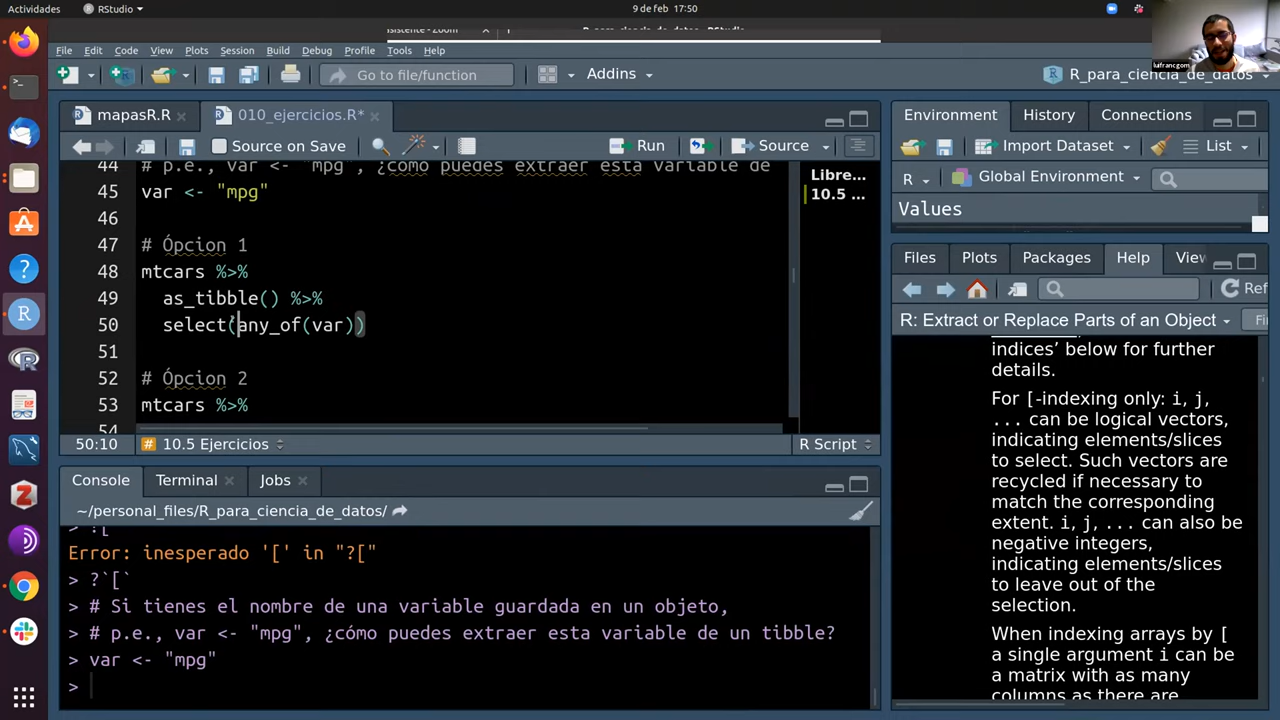 Actividades
RStudio
9 de feb 17:50
lufrancgom
File Edit Code View Plots Session Build Debug Profile Tools Help
Go to file/function
Addins
R_para_ciencia_de_datos
mapasR.R
010_ejercicios.R*
Source on Save
Run
Source
44 # p.e., var <- "mpg", ¿cómo puedes extraer esta variable de
45 var <- "mpg"
46
47 # Ópcion 1
48 mtcars %>%
49 as_tibble() %>%
50 select(any_of(var))
51
52 # Ópcion 2
53 mtcars %>%
54
Libre...
10.5 ...
50:10
# 10.5 Ejercicios
R Script
Console Terminal Jobs
~/personal_files/R_para_ciencia_de_datos/
> ?[
Error: inesperado '[' in "?["
> ?`[`
> # Si tienes el nombre de una variable guardada en un objeto,
> # p.e., var <- "mpg", ¿cómo puedes extraer esta variable de un tibble?
> var <- "mpg"
>
Environment History Connections
Import Dataset
List
R
Global Environment
Values
Files Plots Packages Help View
Ref
R: Extract or Replace Parts of an Object
Fi
indices’ below for further
details.
For [-indexing only: i, j,
... can be logical vectors,
indicating elements/slices
to select. Such vectors are
recycled if necessary to
match the corresponding
extent. i, j, ... can also be
negative integers,
indicating elements/slices
to leave out of the
selection.
When indexing arrays by [
a single argument i can be
a matrix with as many
columns as there are